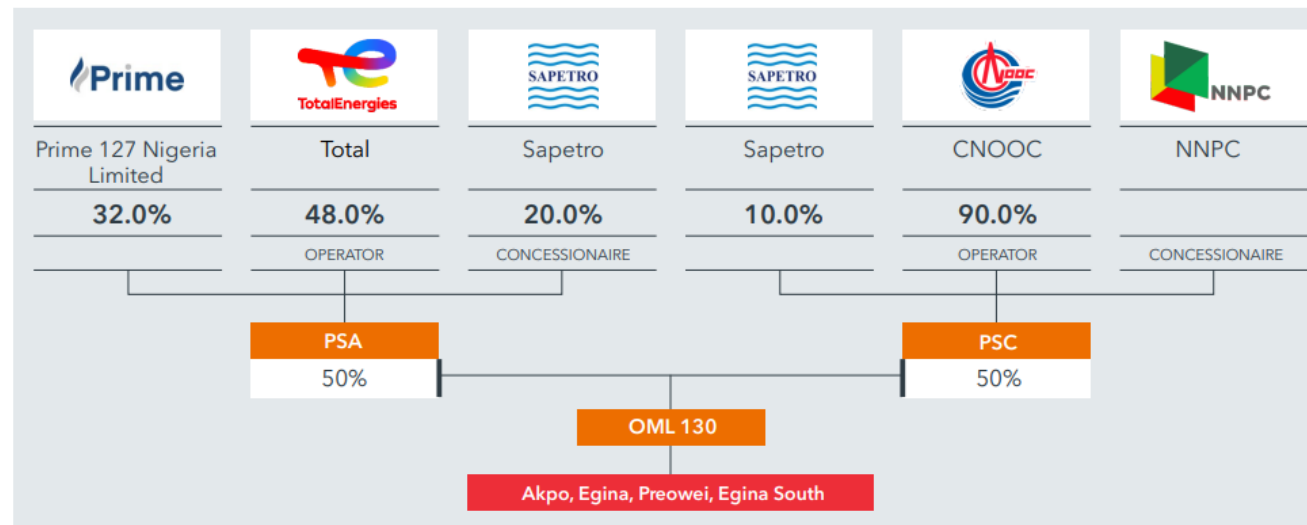 Prime
TotalEnergies
SAPETRO
SAPETRO
CNOOC
NNPC
Prime 127 Nigeria
Limited
Total
Sapetro
Sapetro
CNOOC
NNPC
32.0%
48.0%
20.0%
10.0%
90.0%
OPERATOR
CONCESSIONAIRE
OPERATOR
CONCESSIONAIRE
PSA
PSC
50%
50%
OML 130
Akpo, Egina, Preowei, Egina South